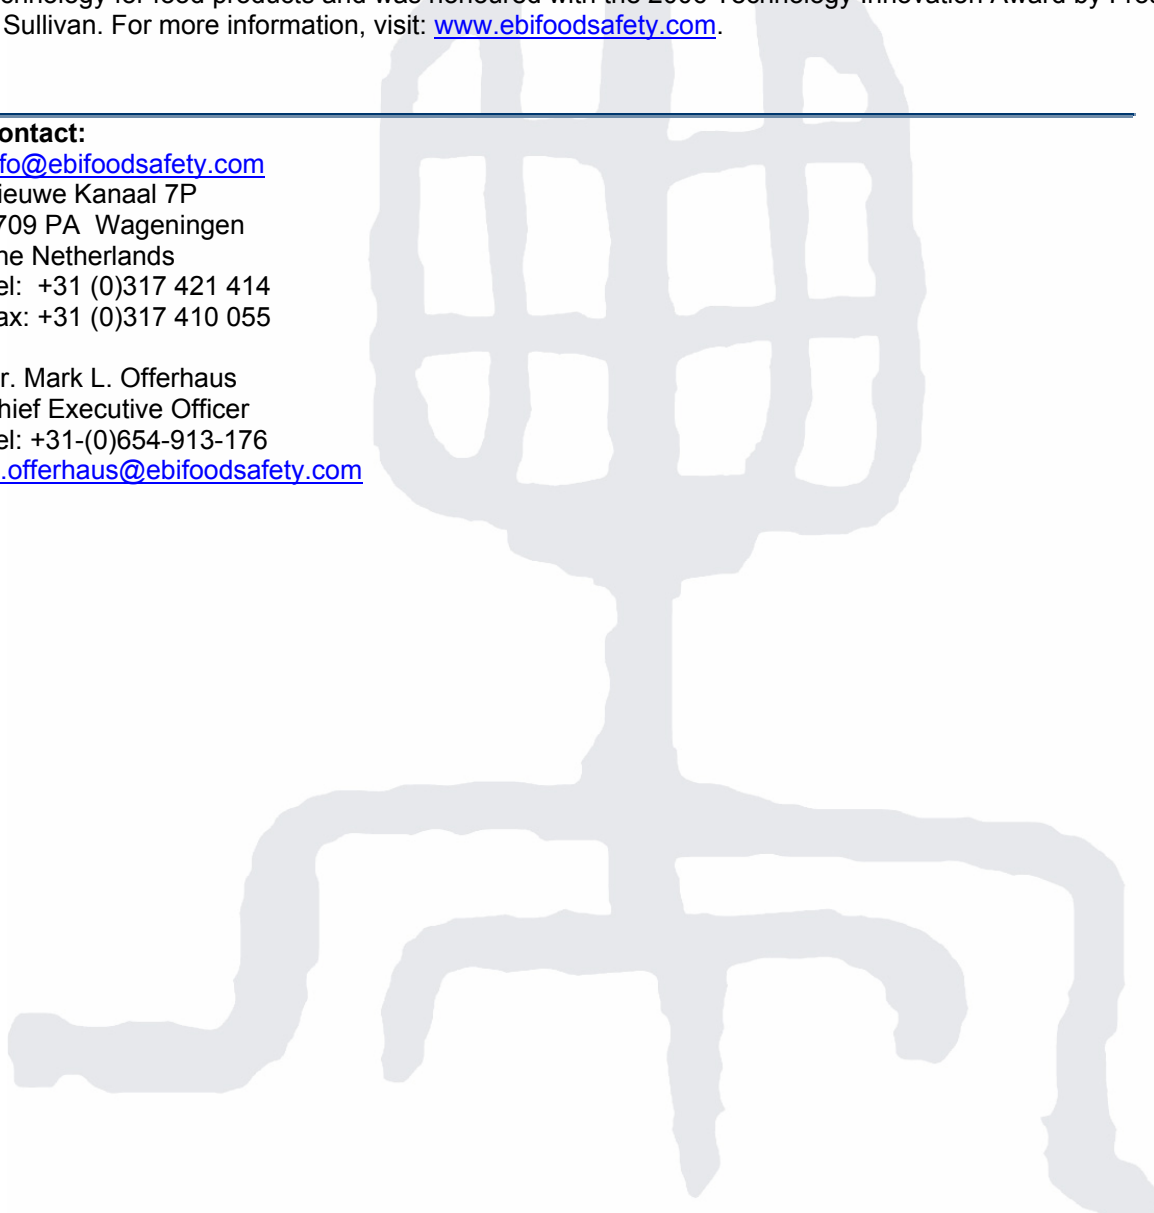 chnology for food products and was honoured with the Technology Innovation Award by Fros
Sullivan. For more information, visit: www.ebifoodsafety.com.
ontact:
fo@ebifoodsafety.com
ieuwe Kanaal 7P
709 PA  Wageningen
he Netherlands
el:  +31 (0)317 421 414
ax: +31 (0)317 410 055
r. Mark L. Offerhaus
hief Executive Officer
el: +31-(0)654-913-176
.offerhaus@ebifoodsafety.com